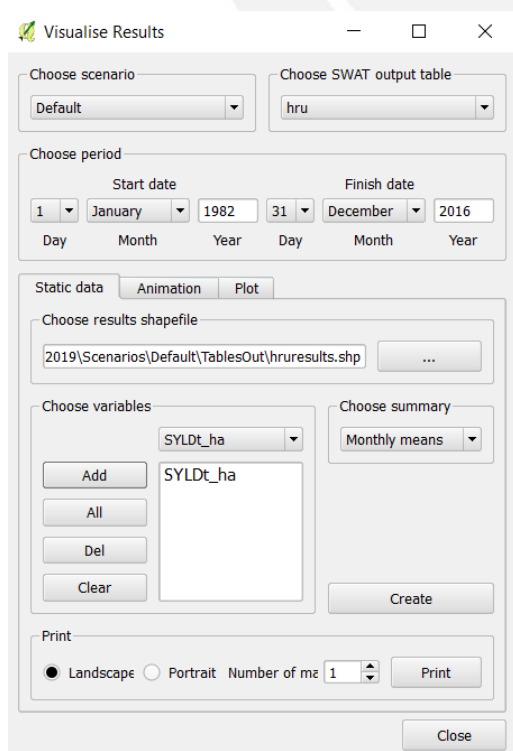 Visualise Results
Choose scenario
Default
Choose SWAT output table
hru
Choose period
Start date
Finish date
1 January 1982 31 December 2016
Day Month Year Day Month Year
Static data Animation Plot
Choose results shapefile
2019\Scenarios\Default\TablesOut\hruresults.shp ...
Choose variables
SYLDt_ha
Choose summary
Monthly means
Add
SYLDt_ha
All
Del
Clear
Create
Print
Landscape Portrait Number of ma 1 Print
Close